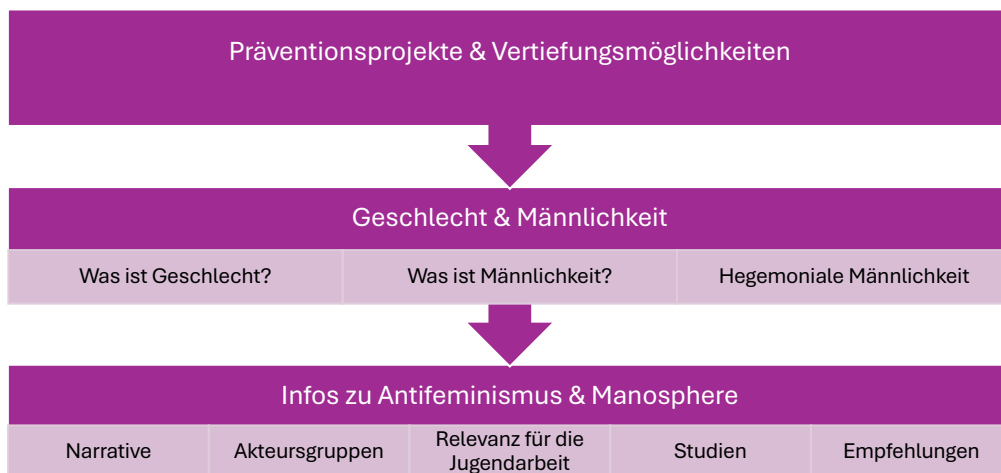 Präventionsprojekte & Vertiefungsmöglichkeiten
Geschlecht & Männlichkeit
Was ist Geschlecht?
Was ist Männlichkeit?
Hegemoniale Männlichkeit
Infos zu Antifeminismus & Manosphere
Narrative
Akteursgruppen
Relevanz für die
Jugendarbeit
Studien
Empfehlungen